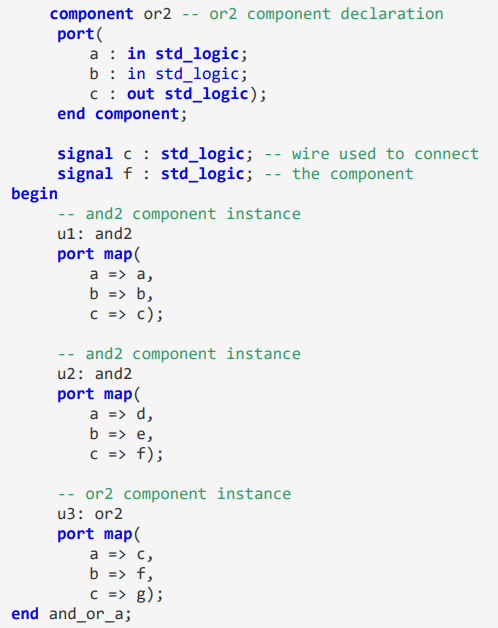 component or2 -- or2 component declaration
port(
a : in std_logic;
b : in std_logic;
c : out std_logic);
end component;
signal c : std_logic; -- wire used to connect
signal f : std_logic; -- the component
begin
-- and2 component instance
u1: and2
port map(
a => a,
b => b,
c => c);
-- and2 component instance
u2: and2
port map(
a => d,
b => e,
c => f);
-- or2 component instance
u3: or2
port map(
a => c,
b => f,
c => g);
end and_or_a;